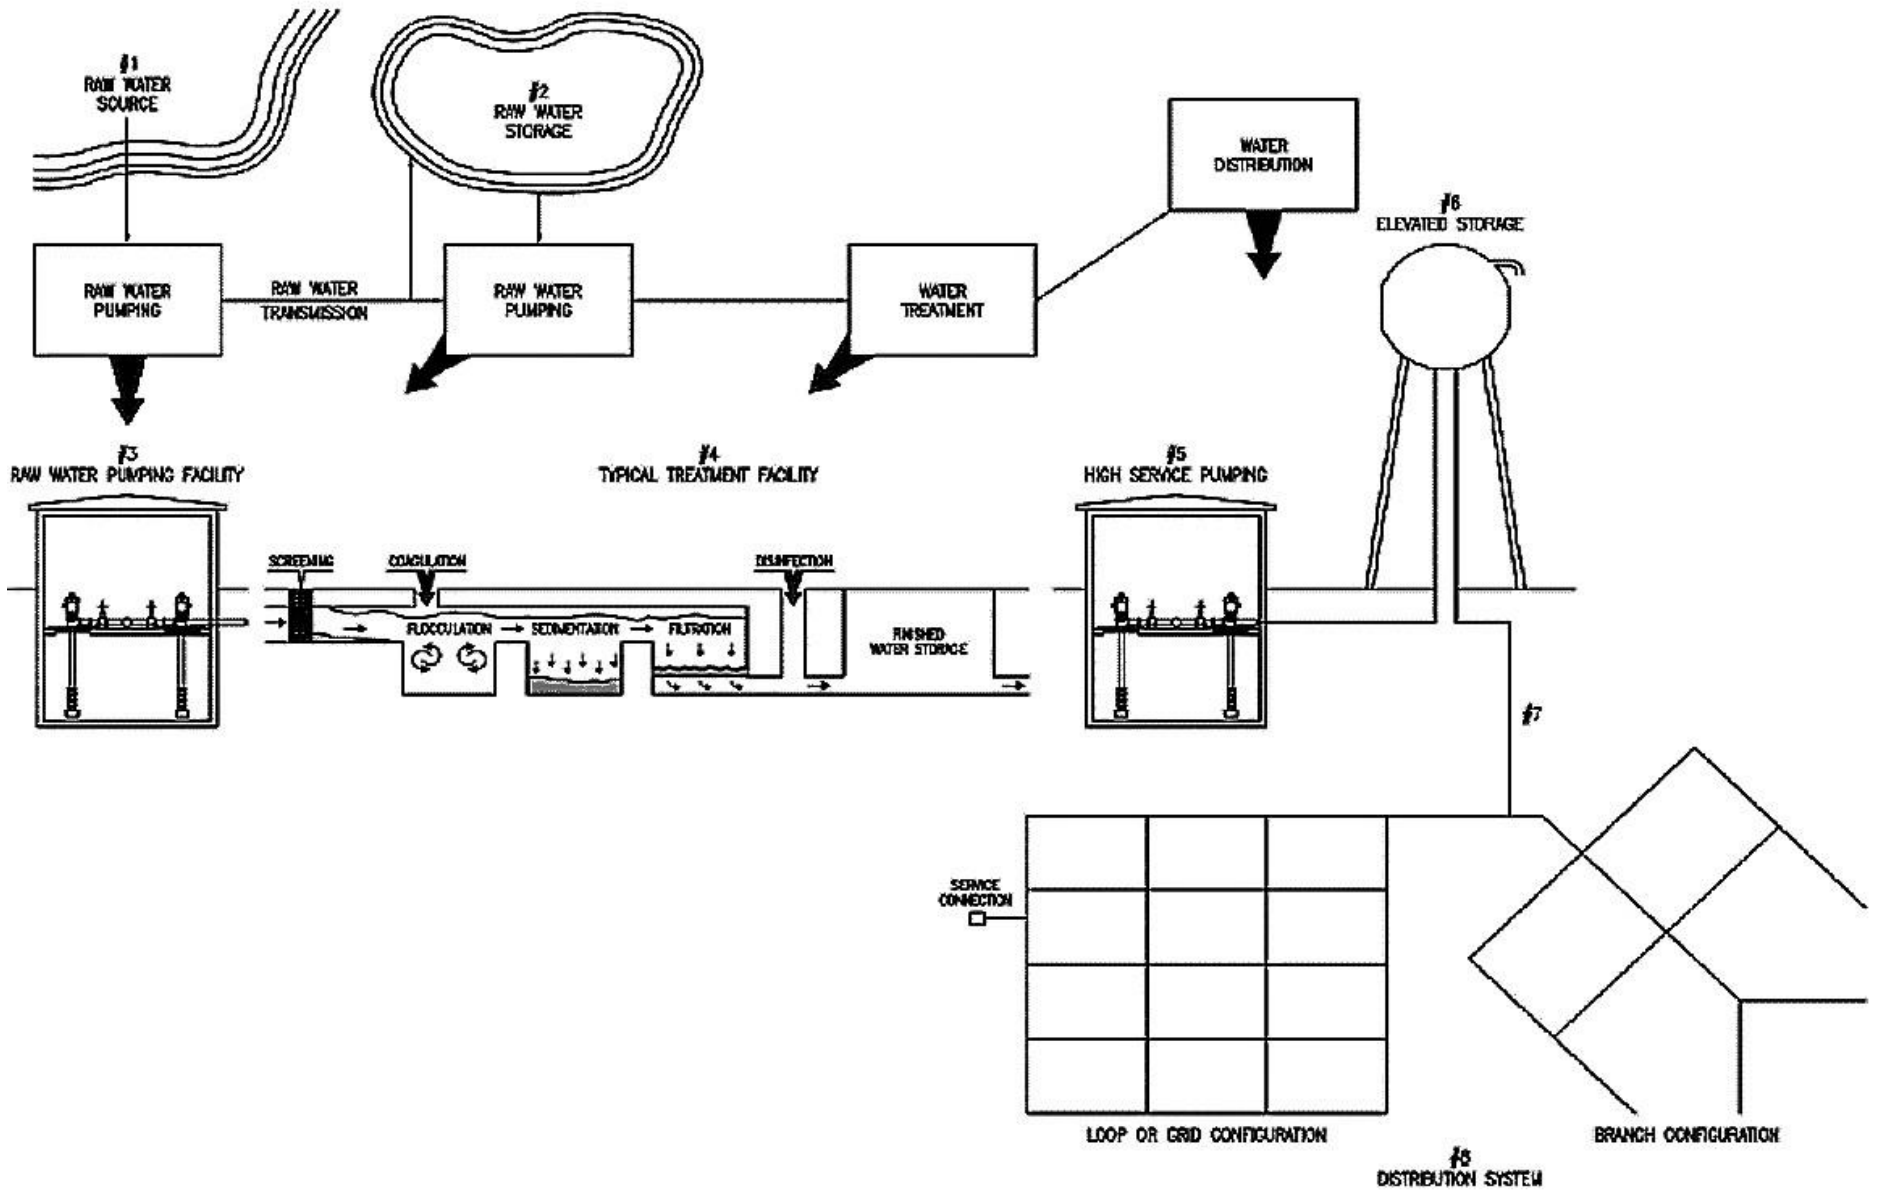 #1
RAW WATER
SOURCE
#2
RAW WATER
STORAGE
WATER
DISTRIBUTION
#6
ELEVATED STORAGE
RAW WATER
PUMPING
RAW WATER
TRANSMISSION
RAW WATER
PUMPING
WATER
TREATMENT
#3
RAW WATER PUMPING FACILITY
#4
TYPICAL TREATMENT FACILITY
#5
HIGH SERVICE PUMPING
SCREENING
COAGULATION
DISINFECTION
FLOCCULATION
SEDIMENTATION
FILTRATION
FINISHED
WATER STORAGE
#7
SERVICE
CONNECTION
LOOP OR GRID CONFIGURATION
BRANCH CONFIGURATION
#8
DISTRIBUTION SYSTEM